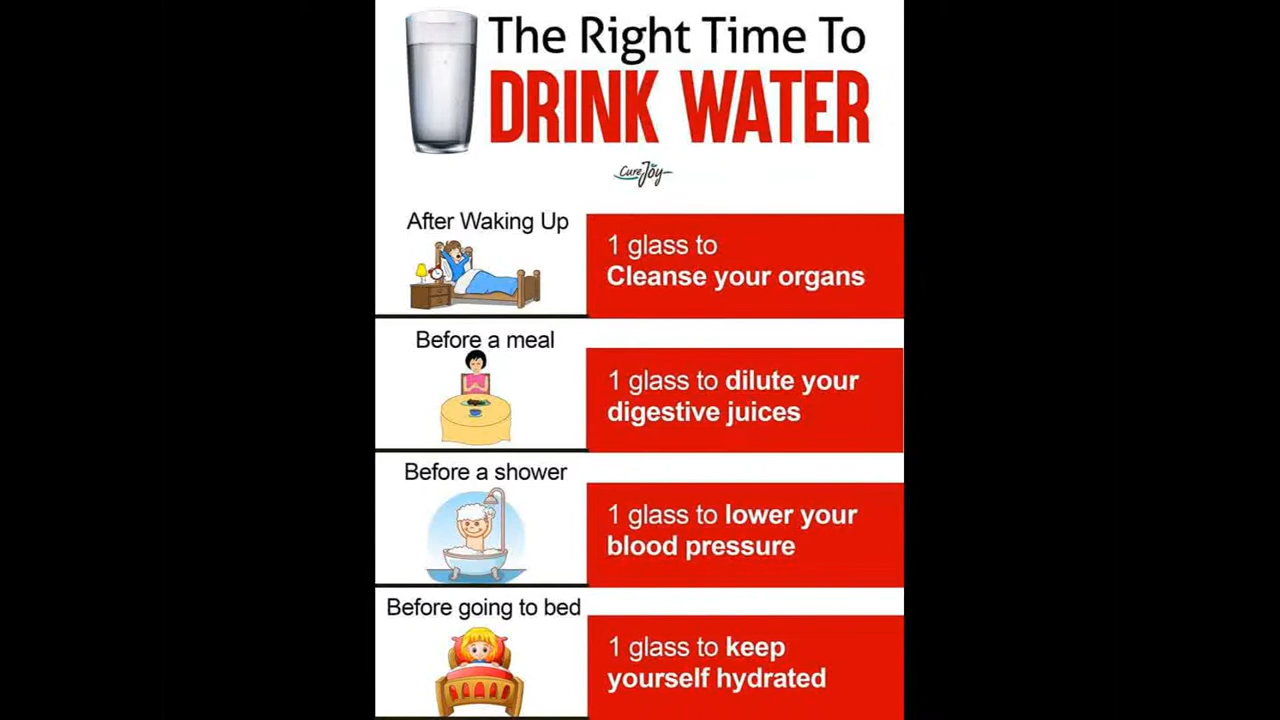 The Right Time To
DRINK WATER
CureJoy
After Waking Up
1 glass to
Cleanse your organs
Before a meal
1 glass to dilute your
digestive juices
Before a shower
1 glass to lower your
blood pressure
Before going to bed
1 glass to keep
yourself hydrated